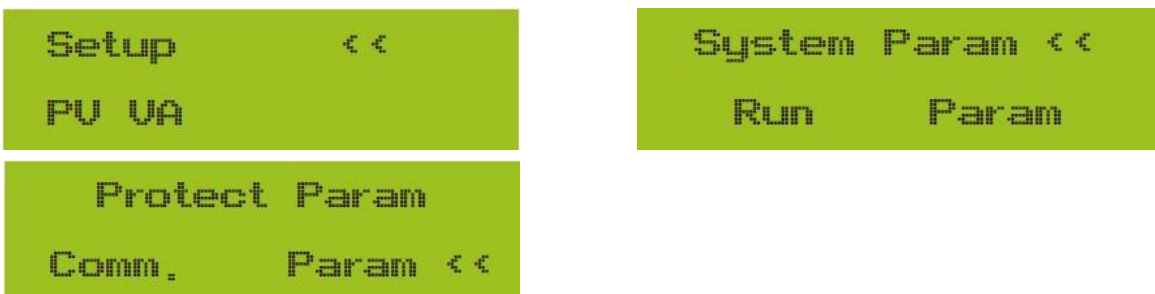 Setup <<
PV VA
System Param <<
Run Param
Protect Param
Comm. Param <<